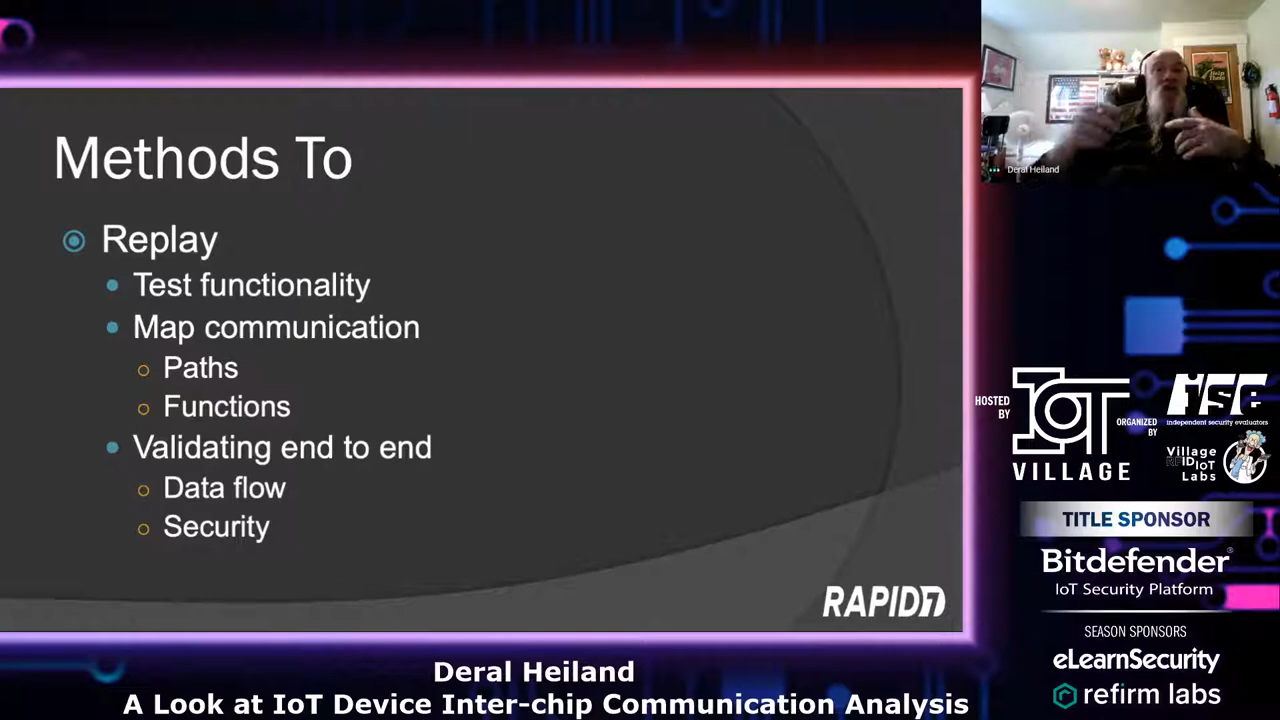 Methods To
Replay
Test functionality
Map communication
Paths
Functions
Validating end to end
Data flow
Security
RAPID7
Deral Heiland
HOSTED
BY
IOT
VILLAGE
ORGANIZED
BY
ISE
independent security evaluators
Village
IDIoT
Labs
TITLE SPONSOR
Bitdefender®
IoT Security Platform
SEASON SPONSORS
eLearnSecurity
refirm labs
Deral Heiland
A Look at IoT Device Inter-chip Communication Analysis